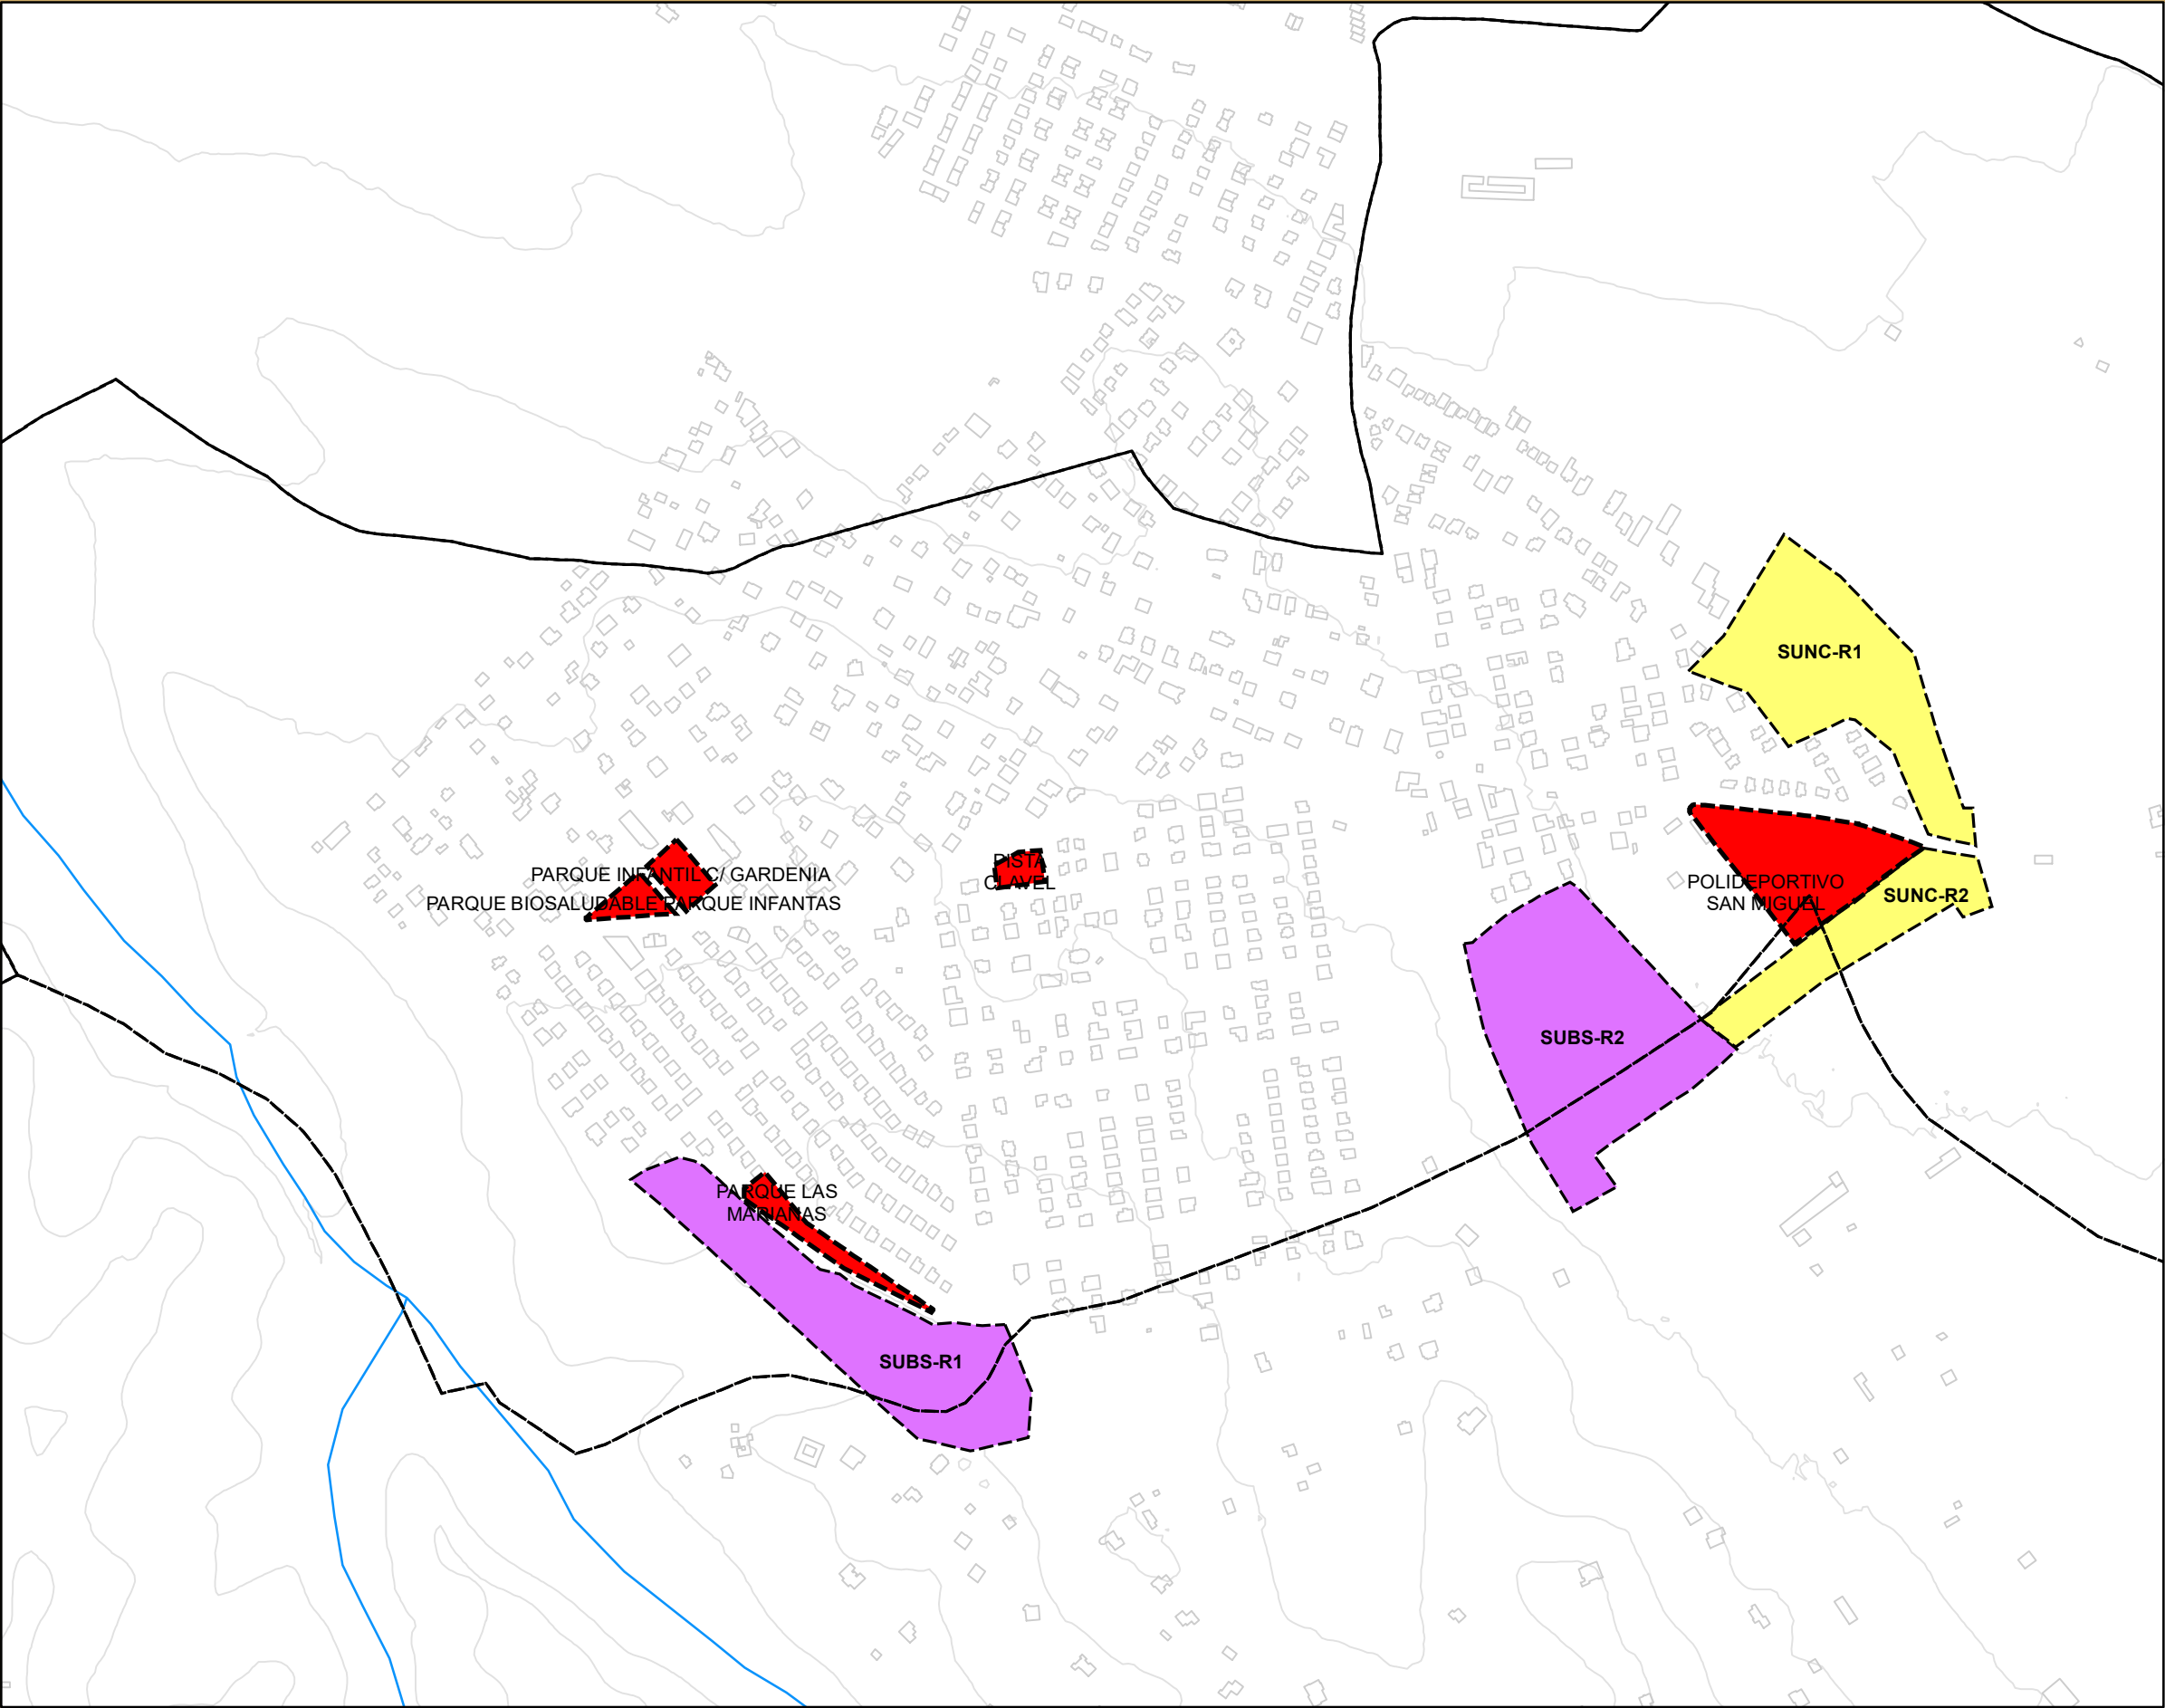 SUNC-R1
PISTA
CLAVEL
PARQUE INFANTIL C/ GARDENIA
PARQUE BIOSALUDABLE PARQUE INFANTAS
POLIDEPORTIVO
SAN MIGUEL
SUNC-R2
SUBS-R2
PARQUE LAS
MARIANAS
SUBS-R1